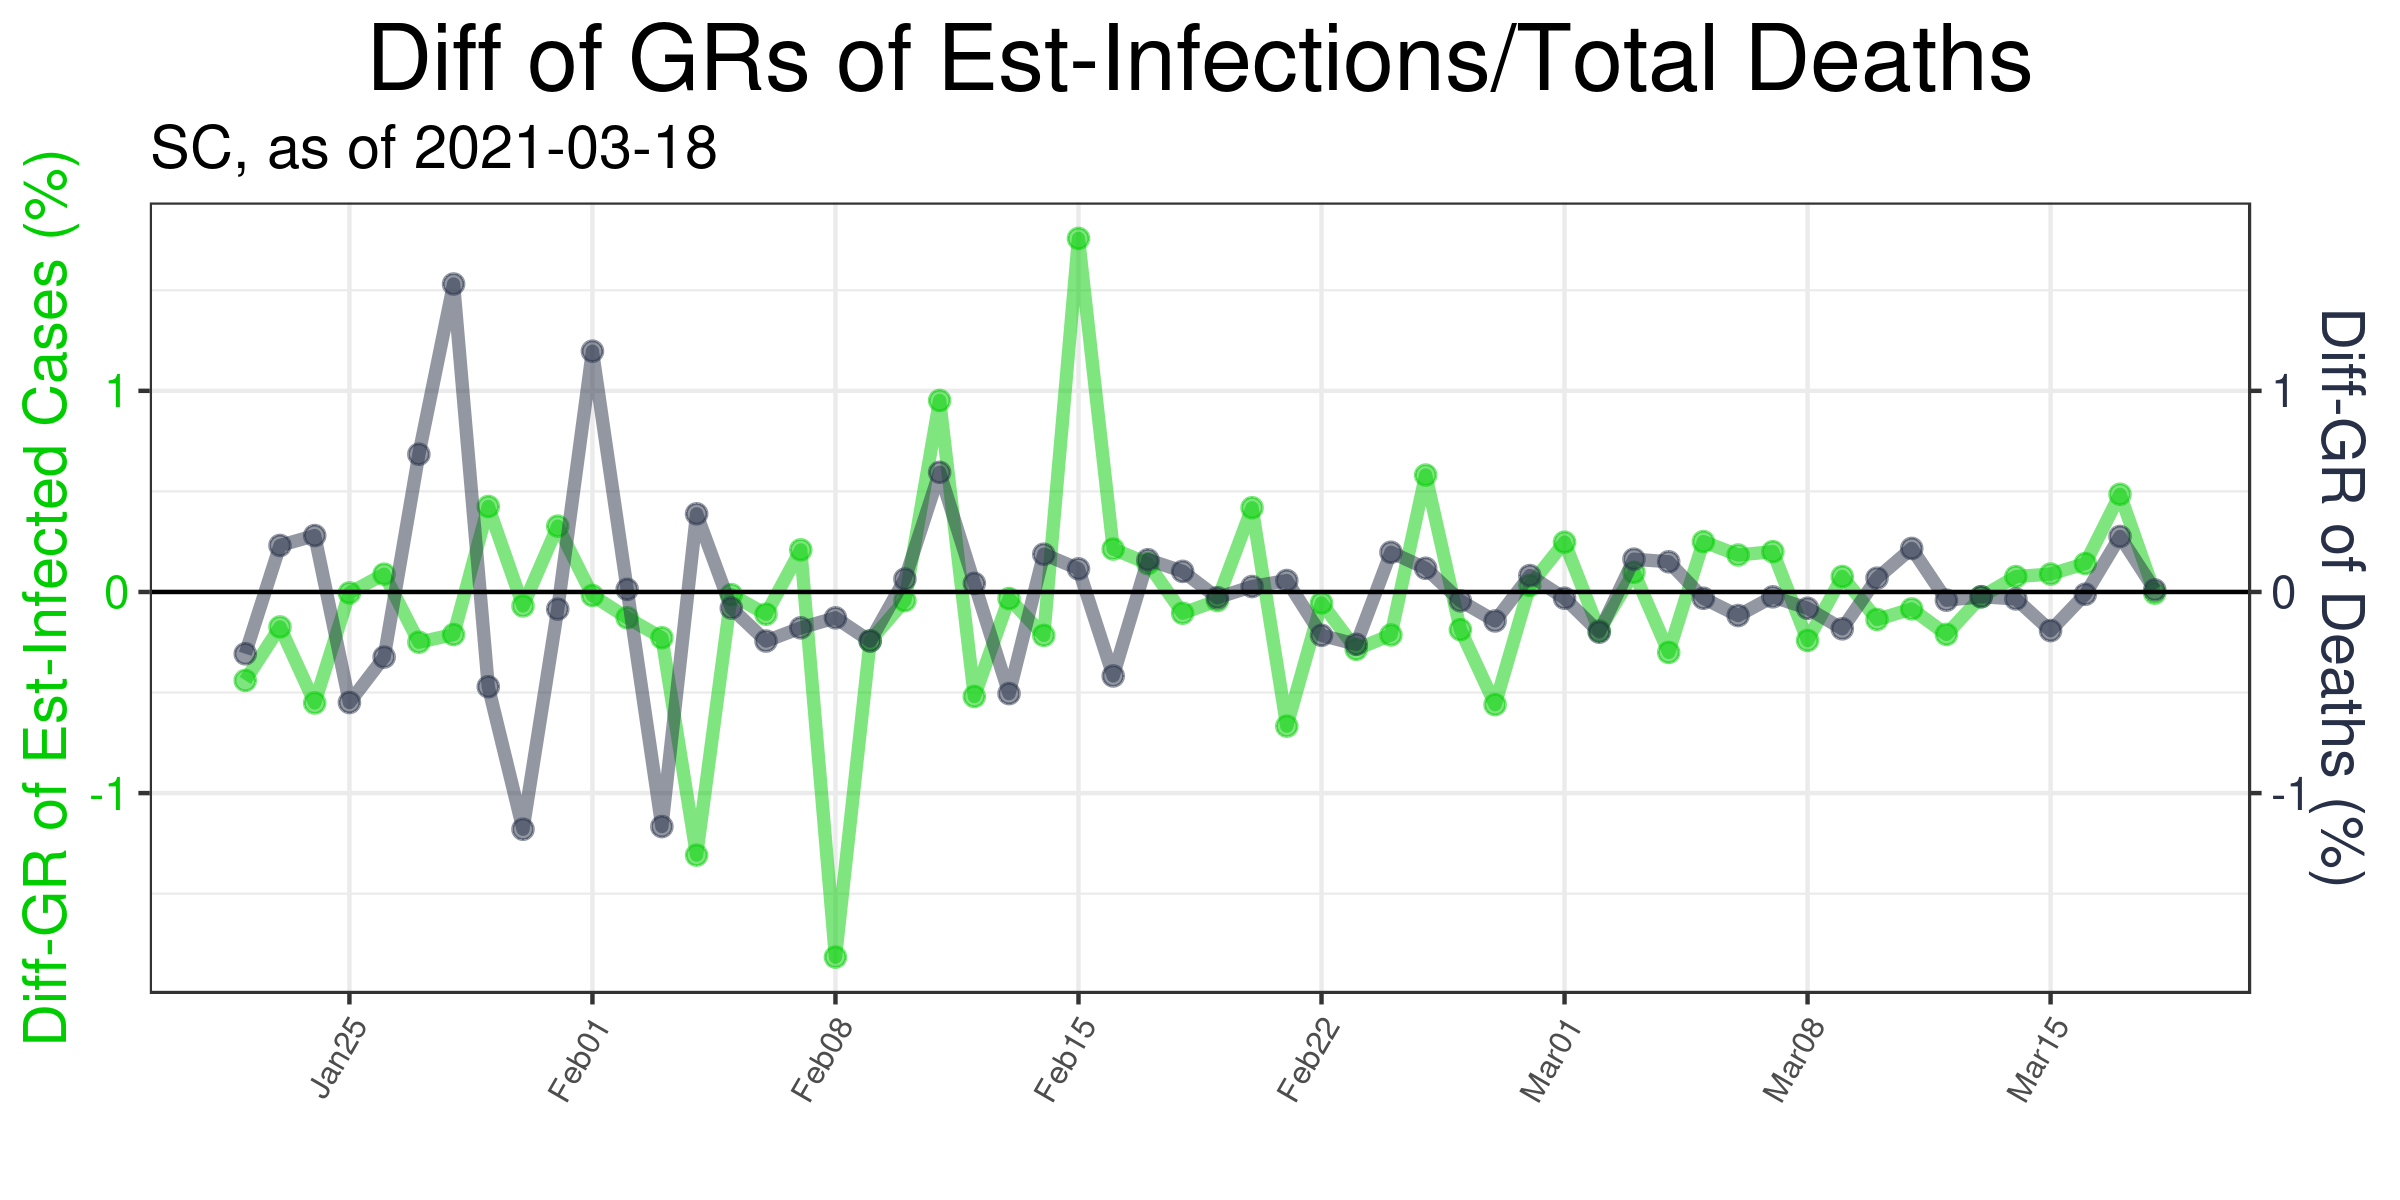 Diff of GRs of Est-Infections/Total Deaths
SC, as of 2021-03-18
Diff-GR of Est-Infected Cases (%)
1
0
-1
1
0
-1
Diff-GR of Deaths (%)
Jan25
Feb01
Feb08
Feb15
Feb22
Mar01
Mar08
Mar15